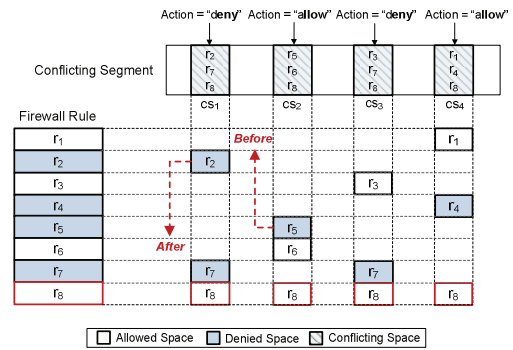 Action = “deny” Action = “allow” Action = “deny” Action = “allow”
r2 r5 r3 r1
Conflicting Segment r7 r6 r7 r4
r8 r8 r8 r8
cs1 cs2 cs3 cs4
Firewall Rule
r1 r1
Before
r2 r2
r3 r3
r4 r4
r5 r5
After r6 r6
r7 r7 r7
r8 r8 r8 r8 r8
Allowed Space Denied Space Conflicting Space